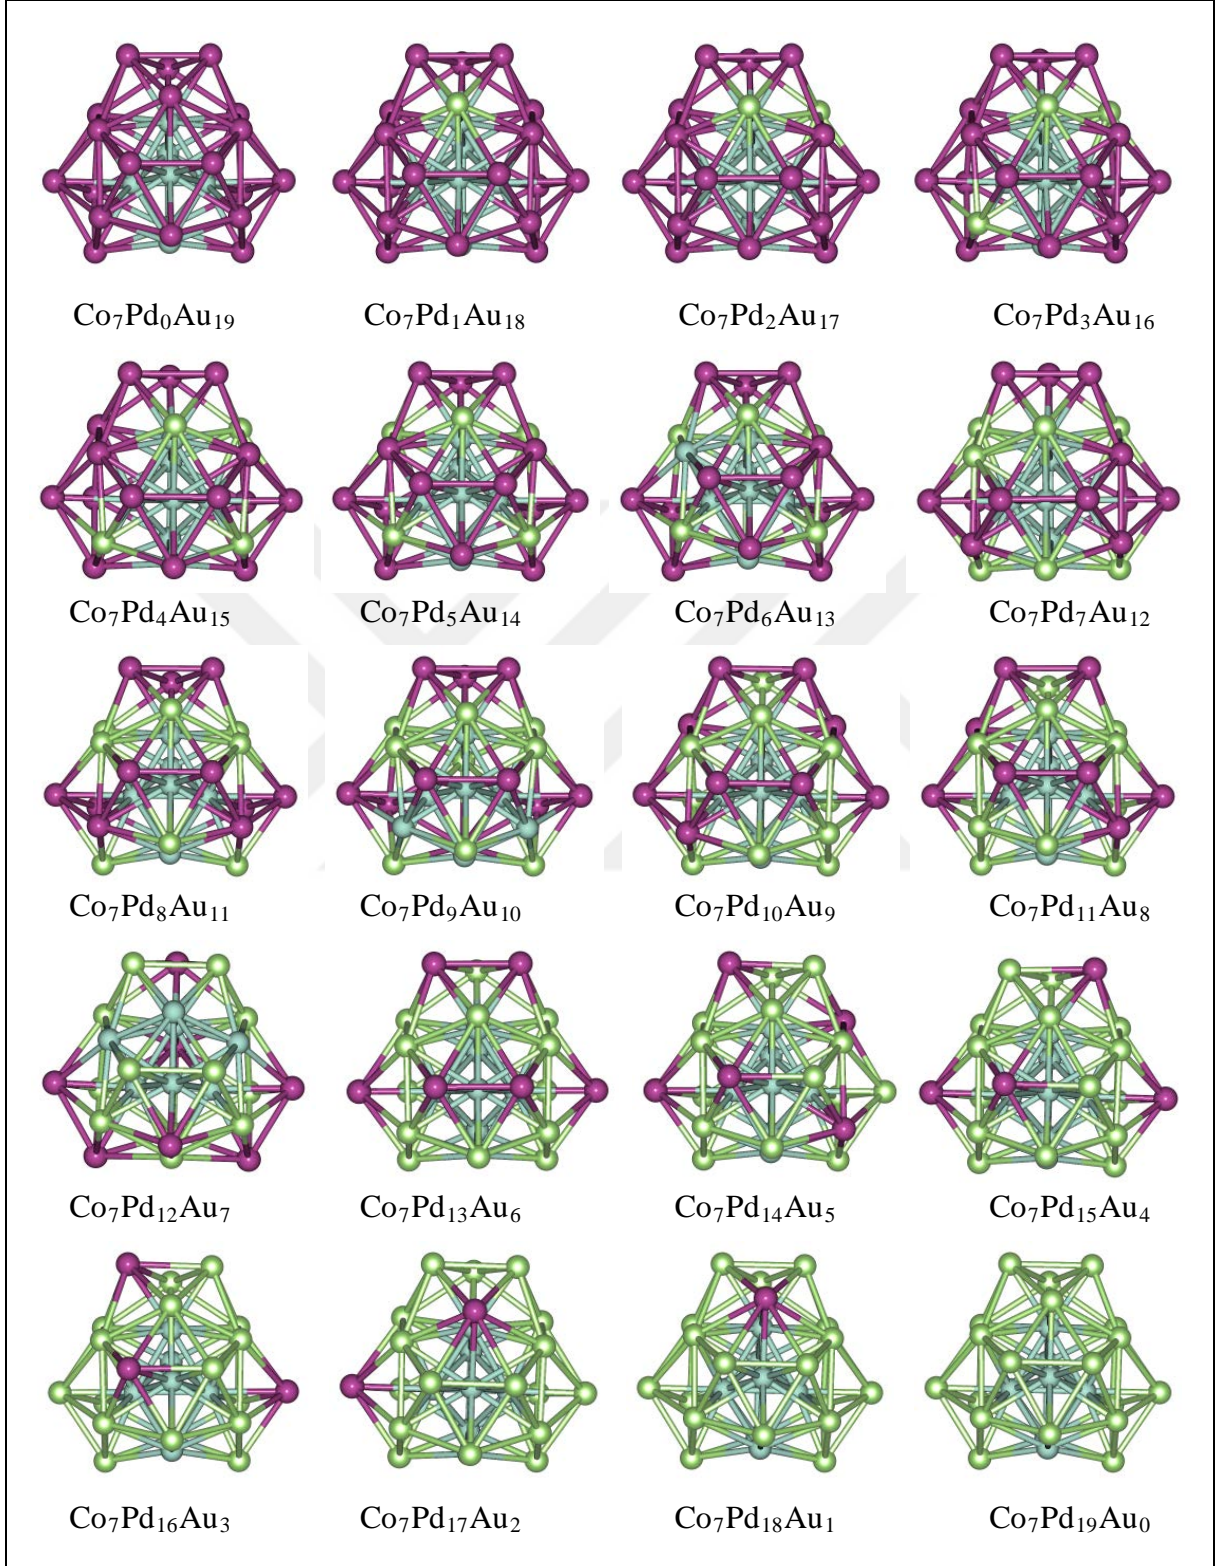 Co₇Pd₀Au₁₉ Co₇Pd₁Au₁₈ Co₇Pd₂Au₁₇ Co₇Pd₃Au₁₆
Co₇Pd₄Au₁₅ Co₇Pd₅Au₁₄ Co₇Pd₆Au₁₃ Co₇Pd₇Au₁₂
Co₇Pd₈Au₁₁ Co₇Pd₉Au₁₀ Co₇Pd₁₀Au₉ Co₇Pd₁₁Au₈
Co₇Pd₁₂Au₇ Co₇Pd₁₃Au₆ Co₇Pd₁₄Au₅ Co₇Pd₁₅Au₄
Co₇Pd₁₆Au₃ Co₇Pd₁₇Au₂ Co₇Pd₁₈Au₁ Co₇Pd₁₉Au₀